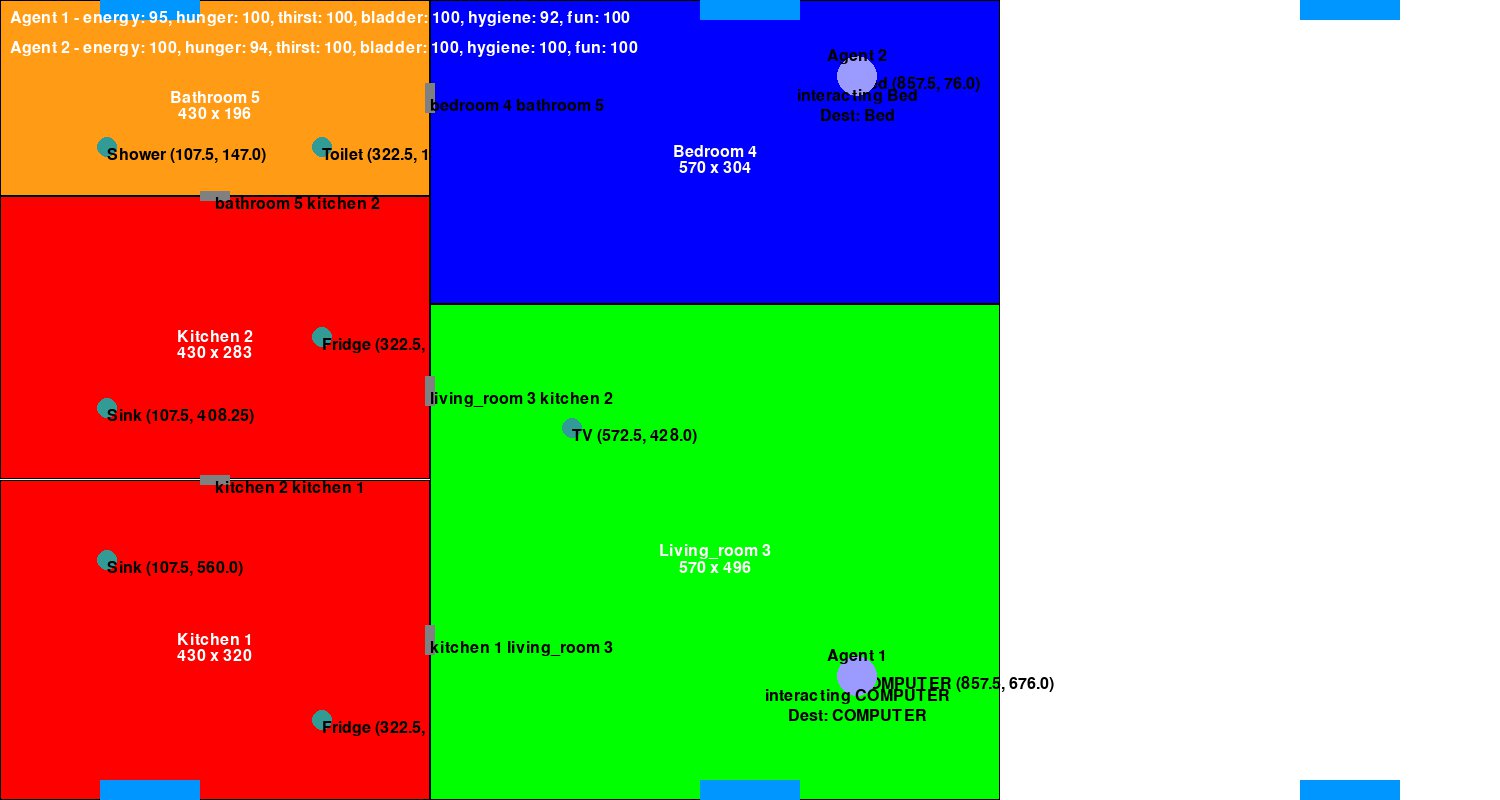 Agent 1 - energy: 95, hunger: 100, thirst: 100, bladder: 100, hygiene: 92, fun: 100
Agent 2 - energy: 100, hunger: 94, thirst: 100, bladder: 100, hygiene: 100, fun: 100
Agent 2
(857.5, 76.0)
interacting Bed
Dest: Bed
Bathroom 5
430 x 196
bedroom 4 bathroom 5
Shower (107.5, 147.0)
Toilet (322.5, 1
Bedroom 4
570 x 304
bathroom 5 kitchen 2
Kitchen 2
430 x 283
Fridge (322.5,
living_room 3 kitchen 2
Sink (107.5, 408.25)
TV (572.5, 428.0)
kitchen 2 kitchen 1
Sink (107.5, 560.0)
Living_room 3
570 x 496
Kitchen 1
430 x 320
kitchen 1 living_room 3
Agent 1
OMPUTER (857.5, 676.0)
interacting COMPUTER
Dest: COMPUTER
Fridge (322.5,